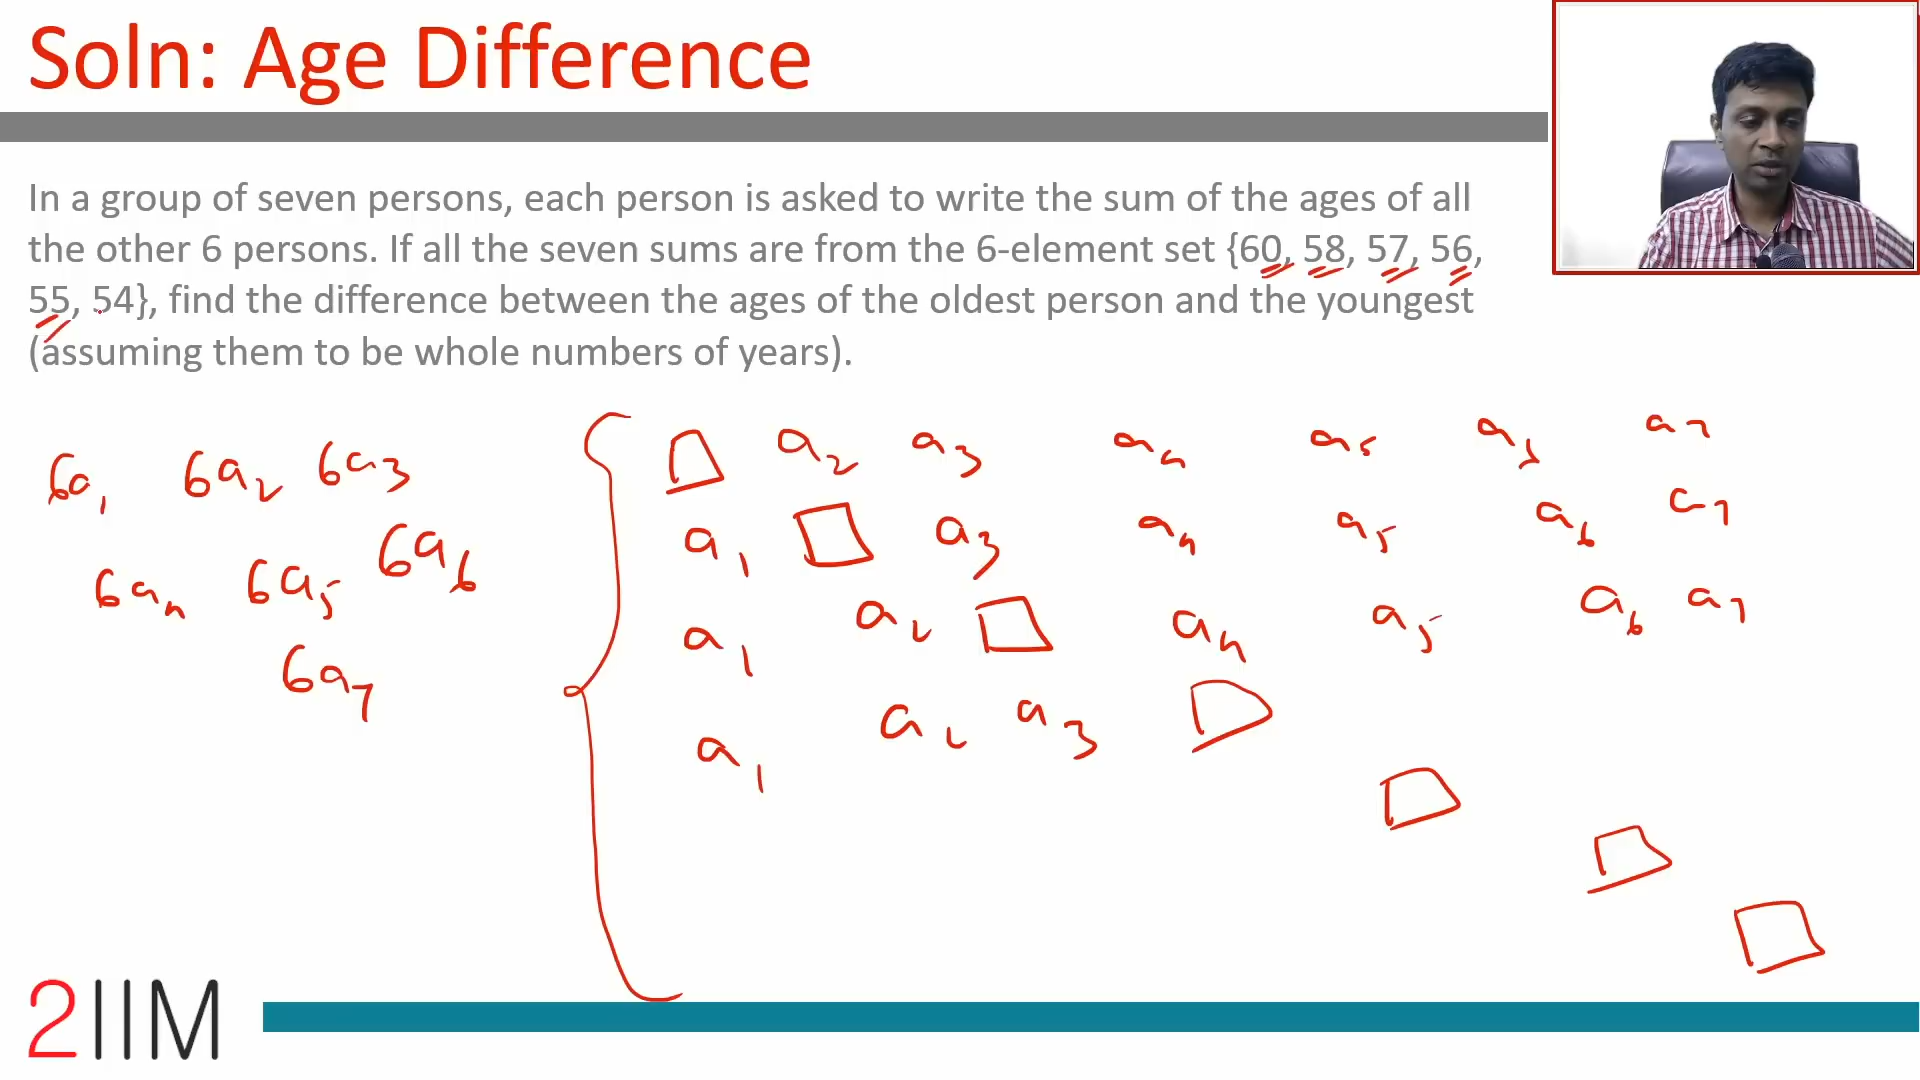 Soln: Age Difference
In a group of seven persons, each person is asked to write the sum of the ages of all
the other 6 persons. If all the seven sums are from the 6-element set {60, 58, 57, 56,
55, 54}, find the difference between the ages of the oldest person and the youngest
(assuming them to be whole numbers of years).
6a1 6a2 6a3
6a4 6a5 6a6
6a7
a2 a3 a4 a5 a7
a1 a3 a4 a5 a6 a7
a1 a2 a4 a5 a6 a7
a1 a2 a3
2IIM